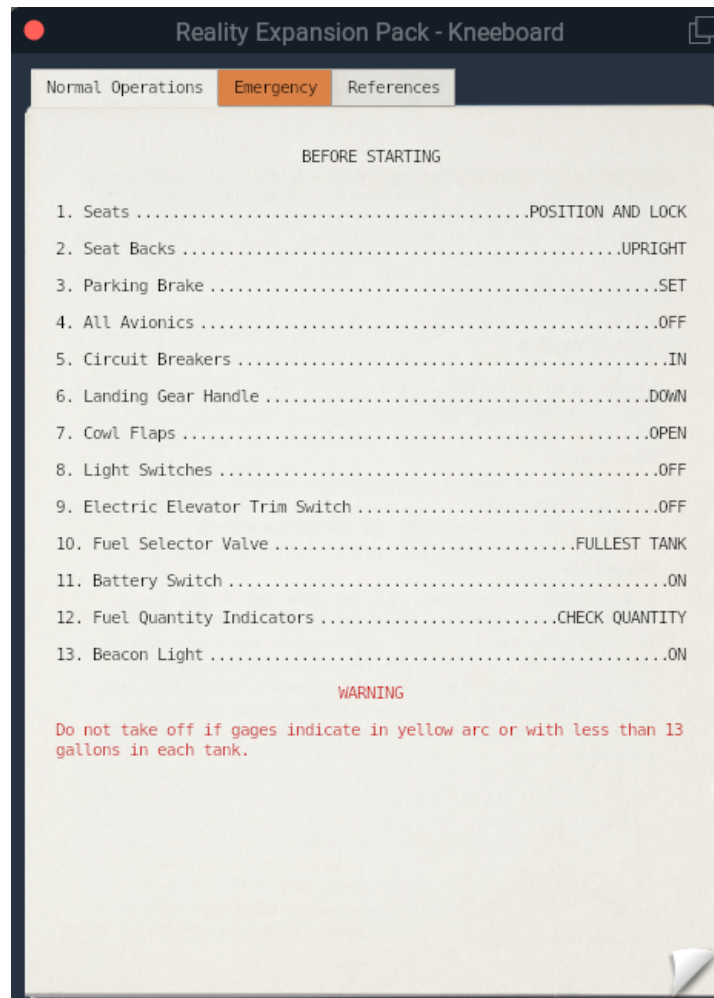 Reality Expansion Pack - Kneeboard
Normal Operations Emergency References
BEFORE STARTING
1. Seats ...........................................POSITION AND LOCK
2. Seat Backs ................................................UPRIGHT
3. Parking Brake .................................................SET
4. All Avionics ..................................................OFF
5. Circuit Breakers ...............................................IN
6. Landing Gear Handle ..........................................DOWN
7. Cowl Flaps ...................................................OPEN
8. Light Switches ................................................OFF
9. Electric Elevator Trim Switch .................................OFF
10. Fuel Selector Valve ....................................FULLEST TANK
11. Battery Switch ................................................ON
12. Fuel Quantity Indicators ..........................CHECK QUANTITY
13. Beacon Light ..................................................ON
WARNING
Do not take off if gages indicate in yellow arc or with less than 13
gallons in each tank.